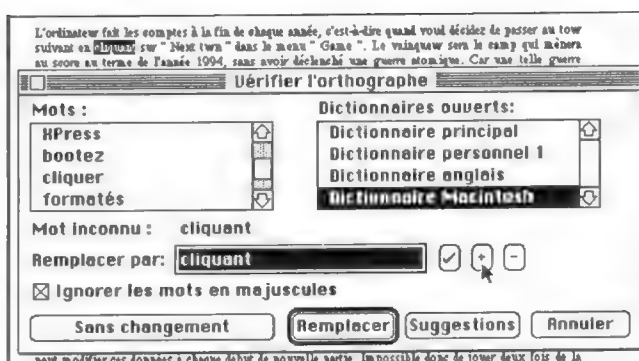 L'ordinateur fait les comptes à la fin de chaque année, c'est-à-dire quand voud décidez de passer au tour
suivant en cliquant sur " Next turn " dans le menu " Game ". Le vainqueur sera le camp qui mènera
au score au terme de l'année 1994, sans avoir déclenché une guerre atomique. Car une telle guerre
Vérifier l'orthographe
Mots : Dictionnaires ouverts:
XPress Dictionnaire principal
bootez Dictionnaire personnel 1
cliquer Dictionnaire anglais
formatés Dictionnaire Macintosh
Mot inconnu : cliquant
Remplacer par: cliquant ✓ + -
Ignorer les mots en majuscules
Sans changement Remplacer Suggestions Annuler
peut modifier ces données à chaque début de nouvelle partie. Impossible donc de jouer deux fois de la